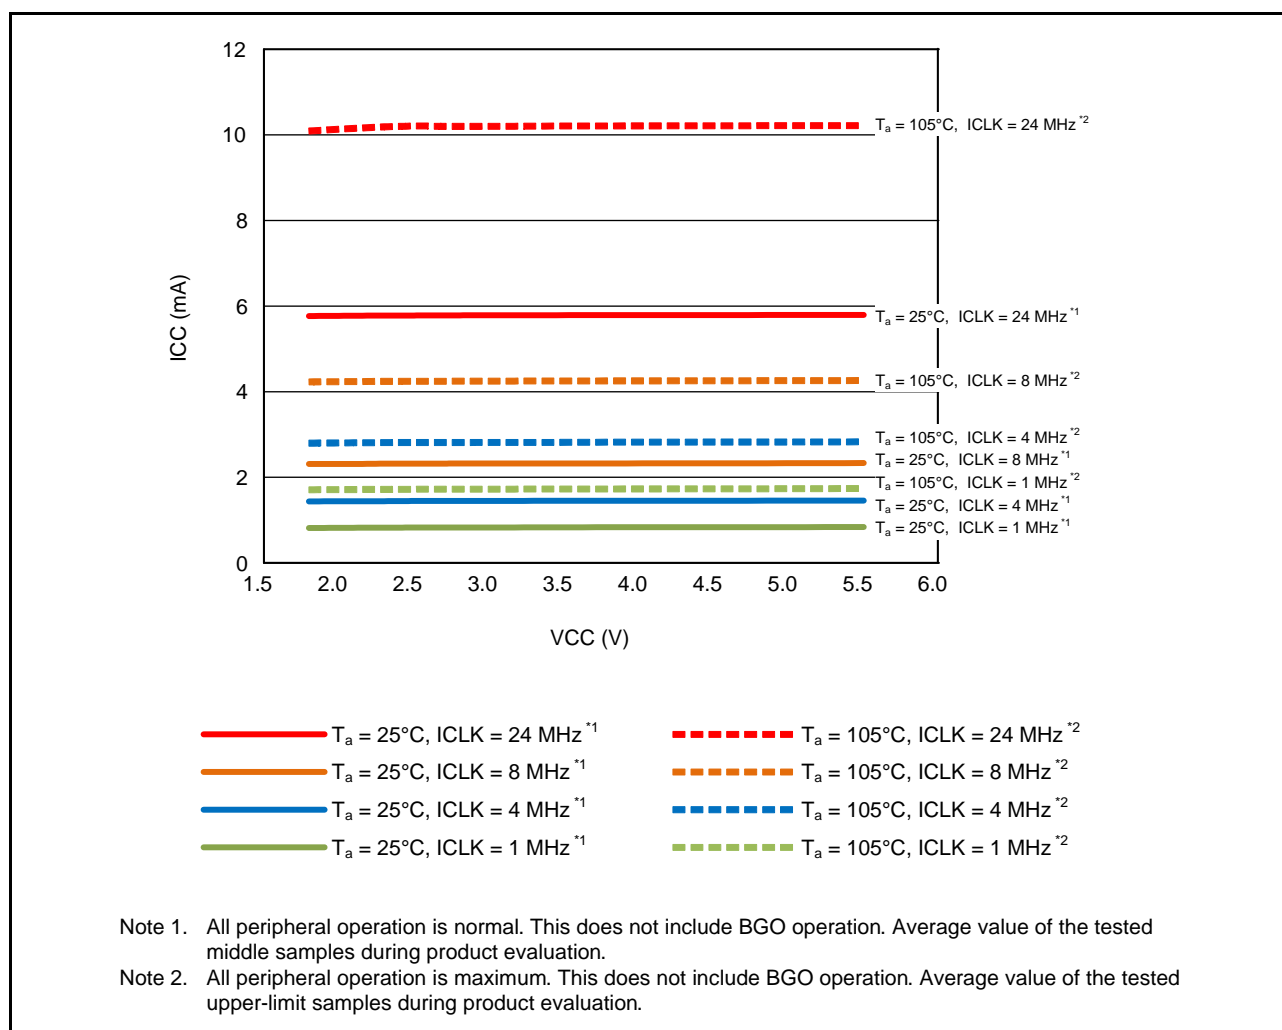 12
10
8
6
4
2
0
ICC (mA)
1.5 2.0 2.5 3.0 3.5 4.0 4.5 5.0 5.5 6.0
VCC (V)
Ta = 105°C, ICLK = 24 MHz *2
Ta = 25°C, ICLK = 24 MHz *1
Ta = 105°C, ICLK = 8 MHz *2
Ta = 105°C, ICLK = 4 MHz *2
Ta = 25°C, ICLK = 8 MHz *1
Ta = 105°C, ICLK = 1 MHz *2
Ta = 25°C, ICLK = 4 MHz *1
Ta = 25°C, ICLK = 1 MHz *1
Ta = 25°C, ICLK = 24 MHz *1
Ta = 105°C, ICLK = 24 MHz *2
Ta = 25°C, ICLK = 8 MHz *1
Ta = 105°C, ICLK = 8 MHz *2
Ta = 25°C, ICLK = 4 MHz *1
Ta = 105°C, ICLK = 4 MHz *2
Ta = 25°C, ICLK = 1 MHz *1
Ta = 105°C, ICLK = 1 MHz *2
Note 1. All peripheral operation is normal. This does not include BGO operation. Average value of the tested
middle samples during product evaluation.
Note 2. All peripheral operation is maximum. This does not include BGO operation. Average value of the tested
upper-limit samples during product evaluation.